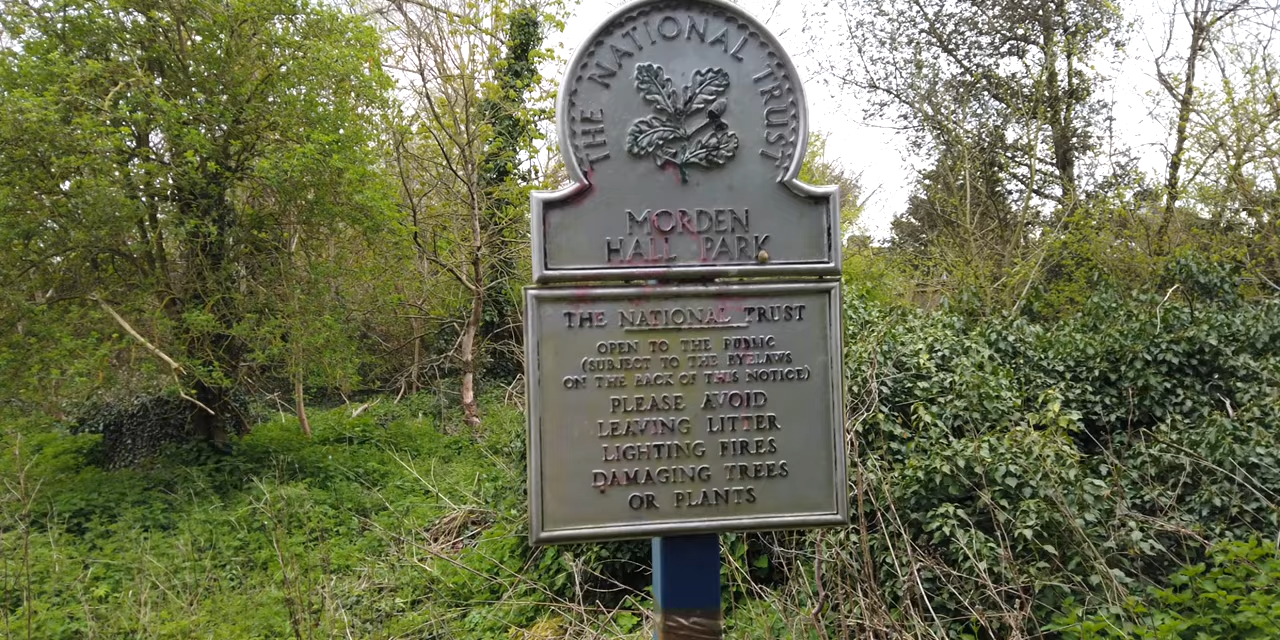 THE NATIONAL TRUST
MORDEN
HALL PARK
THE NATIONAL TRUST
OPEN TO THE PUBLIC
(SUBJECT TO THE BYELAWS
ON THE BACK OF THIS NOTICE)
PLEASE AVOID
LEAVING LITTER
LIGHTING FIRES
DAMAGING TREES
OR PLANTS